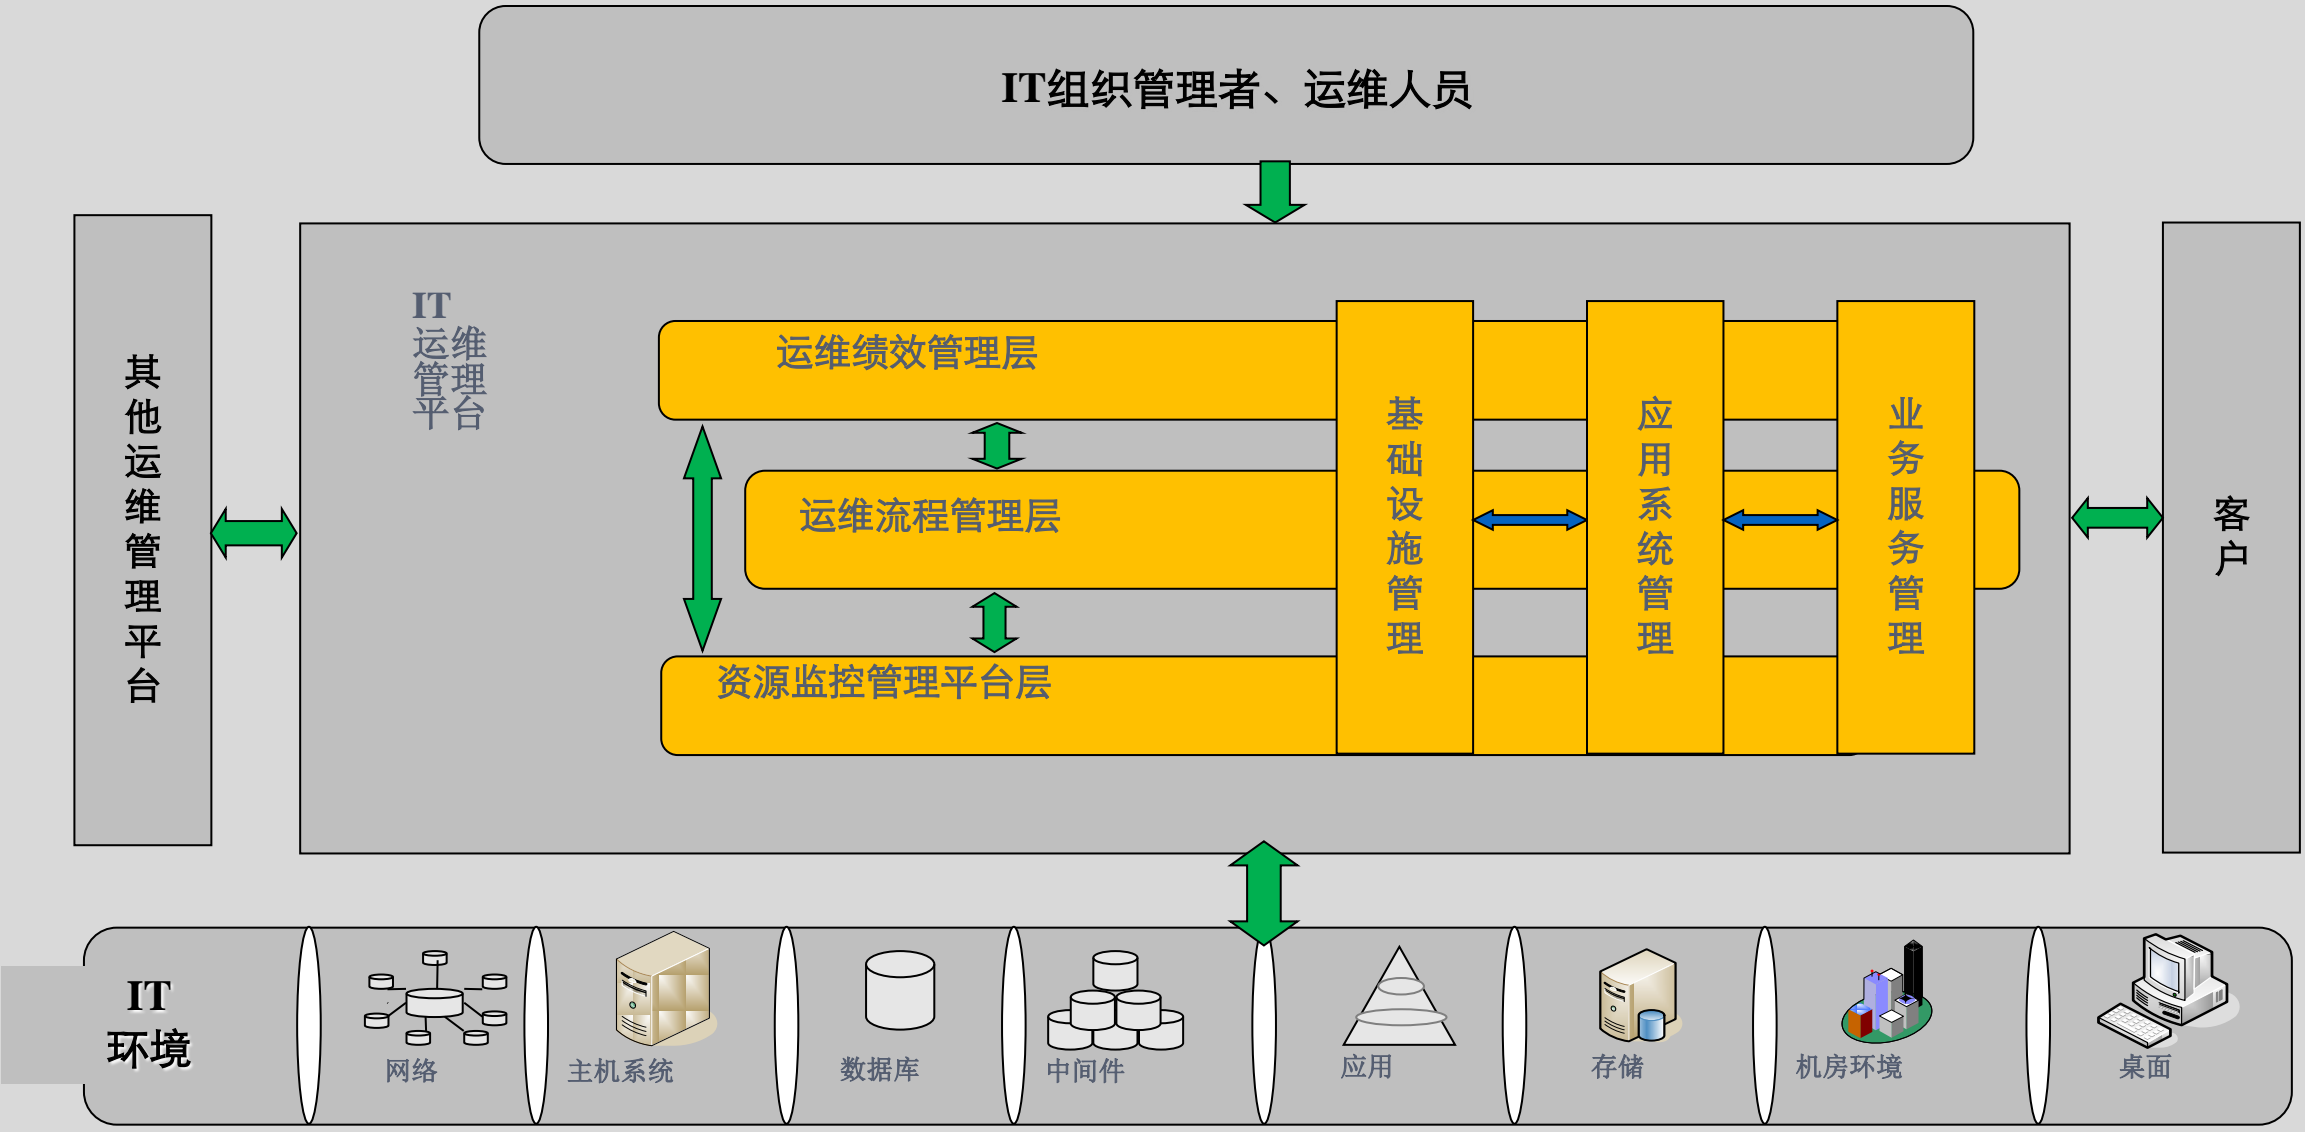 IT组织管理者、运维人员
其他运维管理平台
IT
运维
管理
平台
运维绩效管理层
运维流程管理层
资源监控管理平台层
基础设施管理
应用系统管理
业务服务管理
客户
IT
环境
网络
主机系统
数据库
中间件
应用
存储
机房环境
桌面